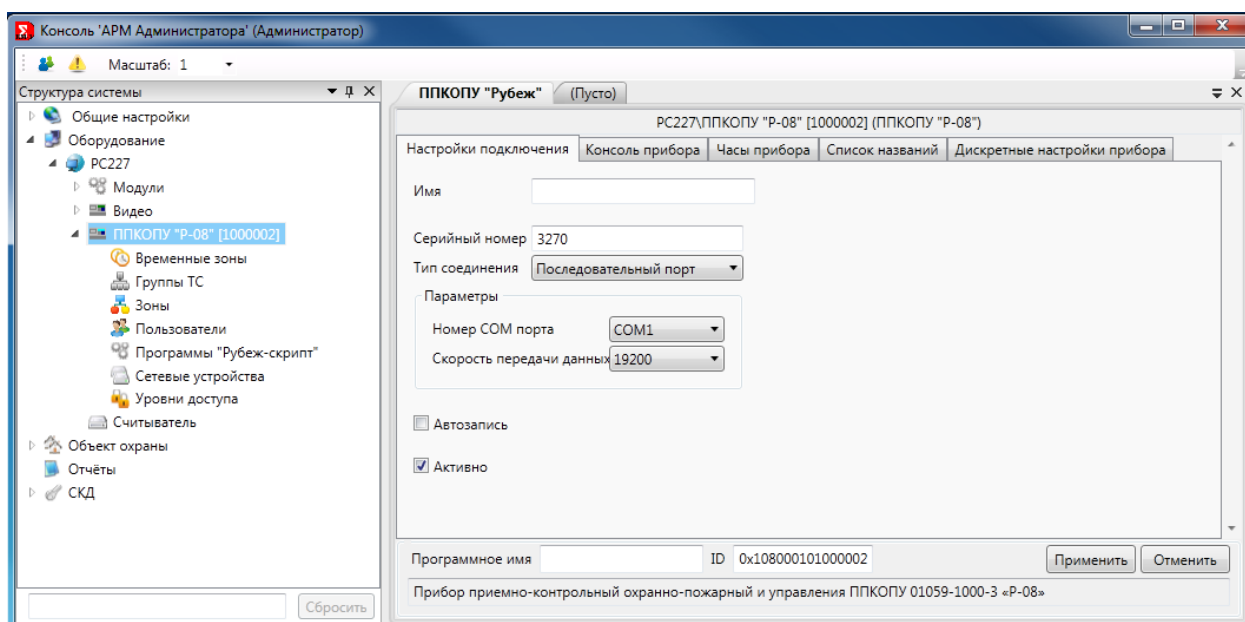 Консоль 'АРМ Администратора' (Администратор)
Масштаб: 1
Структура системы
Общие настройки
Оборудование
PC227
Модули
Видео
ППКОПУ "Р-08" [1000002]
Временные зоны
Группы ТС
Зоны
Пользователи
Программы "Рубеж-скрипт"
Сетевые устройства
Уровни доступа
Считыватель
Объект охраны
Отчёты
СКД
Сбросить
ППКОПУ "Рубеж" (Пусто)
PC227\ППКОПУ "Р-08" [1000002] (ППКОПУ "Р-08")
Настройки подключения Консоль прибора Часы прибора Список названий Дискретные настройки прибора
Имя
Серийный номер 3270
Тип соединения Последовательный порт
Параметры
Номер COM порта COM1
Скорость передачи данных 19200
Автозапись
Активно
Программное имя ID 0x108000101000002 Применить Отменить
Прибор приемно-контрольный охранно-пожарный и управления ППКОПУ 01059-1000-3 «Р-08»